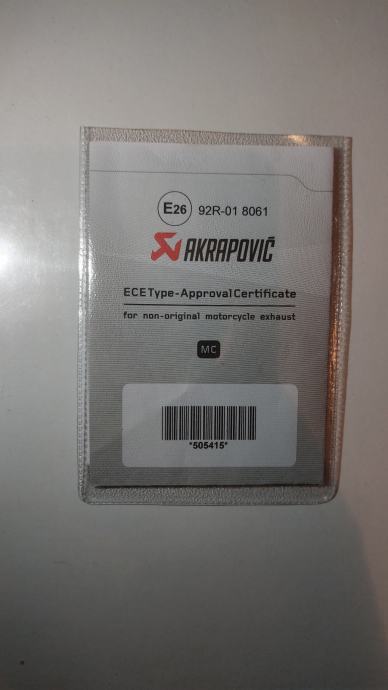 E26 92R-01 8061
AKRAPOVIČ
ECE Type-Approval Certificate
for non-original motorcycle exhaust
MC
*505415*